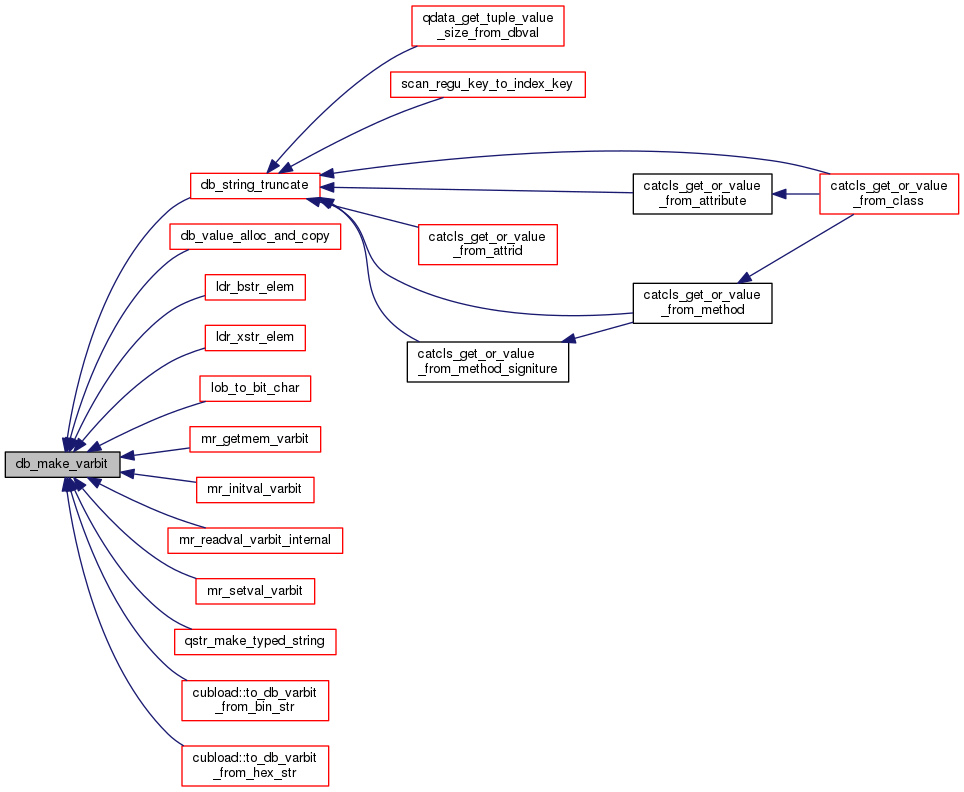 qdata_get_tuple_value
_size_from_dbval
scan_regu_key_to_index_key
db_string_truncate
catcls_get_or_value
_from_attribute
catcls_get_or_value
_from_class
db_value_alloc_and_copy
catcls_get_or_value
_from_attrid
ldr_bstr_elem
catcls_get_or_value
_from_method
ldr_xstr_elem
catcls_get_or_value
_from_method_signiture
lob_to_bit_char
mr_getmem_varbit
db_make_varbit
mr_initval_varbit
mr_readval_varbit_internal
mr_setval_varbit
qstr_make_typed_string
cubload::to_db_varbit
_from_bin_str
cubload::to_db_varbit
_from_hex_str